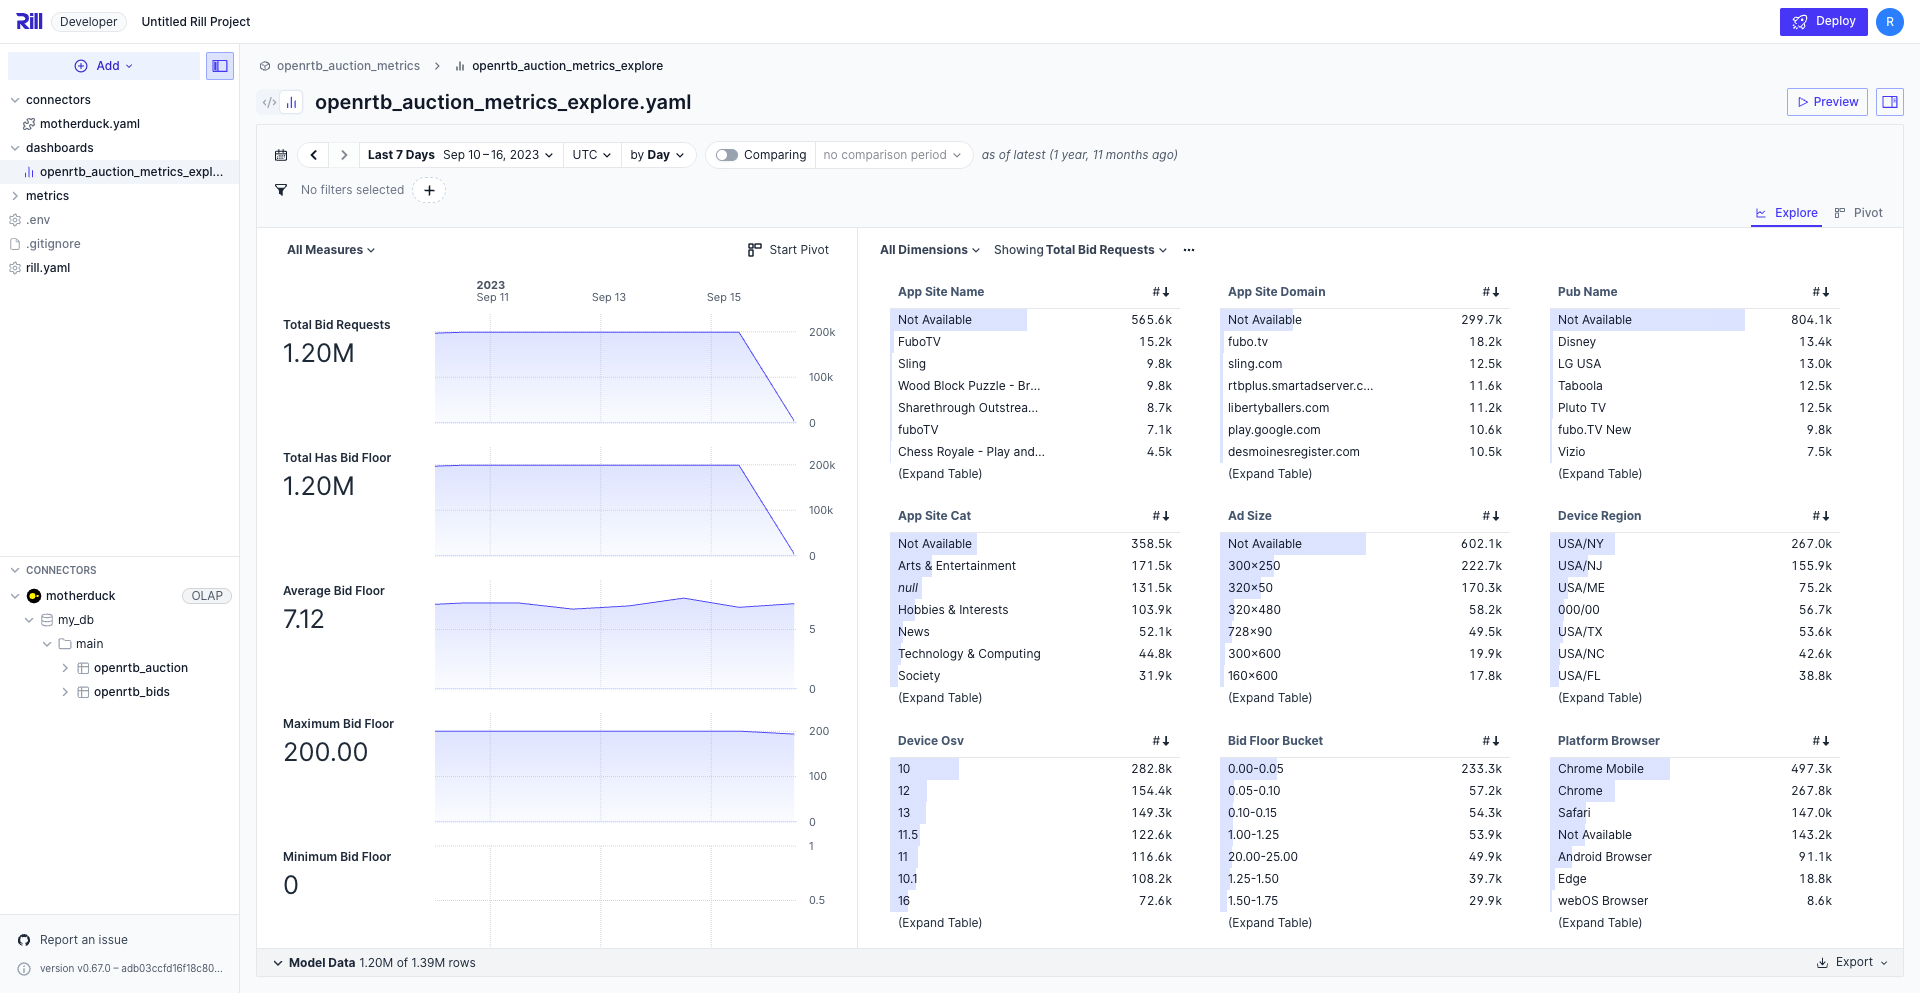 Rill Developer Untitled Rill Project Deploy R
Add
connectors
motherduck.yaml
dashboards
openrtb_auction_metrics_expl...
metrics
.env
.gitignore
rill.yaml
CONNECTORS
motherduck OLAP
my_db
main
openrtb_auction
openrtb_bids
Report an issue
version v0.67.0 – adb03ccfd16f18c80...
openrtb_auction_metrics > openrtb_auction_metrics_explore
</> openrtb_auction_metrics_explore.yaml Preview
Last 7 Days Sep 10 – 16, 2023 UTC by Day Comparing no comparison period as of latest (1 year, 11 months ago)
No filters selected +
Explore Pivot
All Measures Start Pivot
2023
Sep 11 Sep 13 Sep 15
Total Bid Requests
1.20M
200k
100k
0
Total Has Bid Floor
1.20M
200k
100k
0
Average Bid Floor
7.12
5
0
Maximum Bid Floor
200.00
200
100
0
Minimum Bid Floor
0
1
0.5
All Dimensions Showing Total Bid Requests ...
App Site Name #
Not Available 565.6k
FuboTV 15.2k
Sling 9.8k
Wood Block Puzzle - Br... 9.8k
Sharethrough Outstrea... 8.7k
fuboTV 7.1k
Chess Royale - Play and... 4.5k
(Expand Table)
App Site Domain #
Not Available 299.7k
fubo.tv 18.2k
sling.com 12.5k
rtbplus.smartadserver.c... 11.6k
libertyballers.com 11.2k
play.google.com 10.6k
desmoinesregister.com 10.5k
(Expand Table)
Pub Name #
Not Available 804.1k
Disney 13.4k
LG USA 13.0k
Taboola 12.5k
Pluto TV 12.5k
fubo.TV New 9.8k
Vizio 7.5k
(Expand Table)
App Site Cat #
Not Available 358.5k
Arts & Entertainment 171.5k
null 131.5k
Hobbies & Interests 103.9k
News 52.1k
Technology & Computing 44.8k
Society 31.9k
(Expand Table)
Ad Size #
Not Available 602.1k
300×250 222.7k
320×50 170.3k
320×480 58.2k
728×90 49.5k
300×600 19.9k
160×600 17.8k
(Expand Table)
Device Region #
USA/NY 267.0k
USA/NJ 155.9k
USA/ME 75.2k
000/00 56.7k
USA/TX 53.6k
USA/NC 42.6k
USA/FL 38.8k
(Expand Table)
Device Osv #
10 282.8k
12 154.4k
13 149.3k
11.5 122.6k
11 116.6k
10.1 108.2k
16 72.6k
(Expand Table)
Bid Floor Bucket #
0.00-0.05 233.3k
0.05-0.10 57.2k
0.10-0.15 54.3k
1.00-1.25 53.9k
20.00-25.00 49.9k
1.25-1.50 39.7k
1.50-1.75 29.9k
(Expand Table)
Platform Browser #
Chrome Mobile 497.3k
Chrome 267.8k
Safari 147.0k
Not Available 143.2k
Android Browser 91.1k
Edge 18.8k
webOS Browser 8.6k
(Expand Table)
Model Data 1.20M of 1.39M rows Export